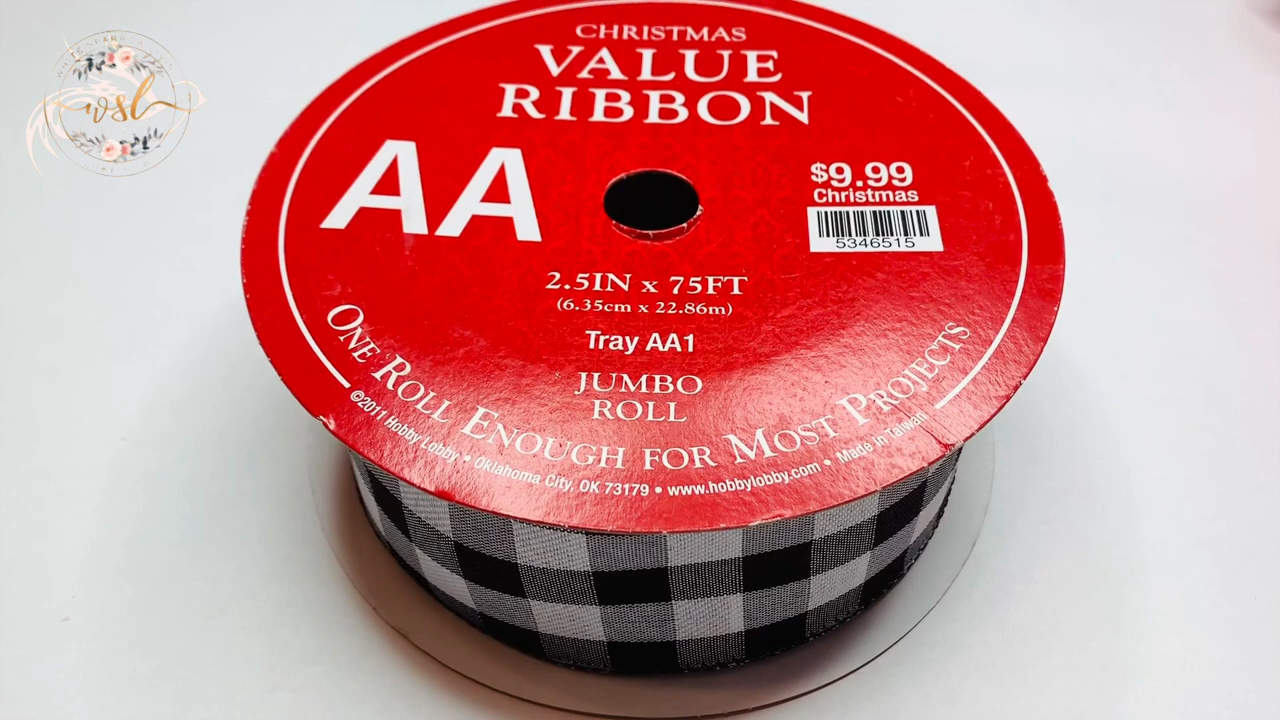 wsl
CHRISTMAS
VALUE
RIBBON
AA
$9.99
Christmas
5346515
2.5IN x 75FT
(6.35cm x 22.86m)
Tray AA1
JUMBO
ROLL
ONE ROLL ENOUGH FOR MOST PROJECTS
©2011 Hobby Lobby • Oklahoma City, OK 73179 • www.hobbylobby.com • Made in Taiwan